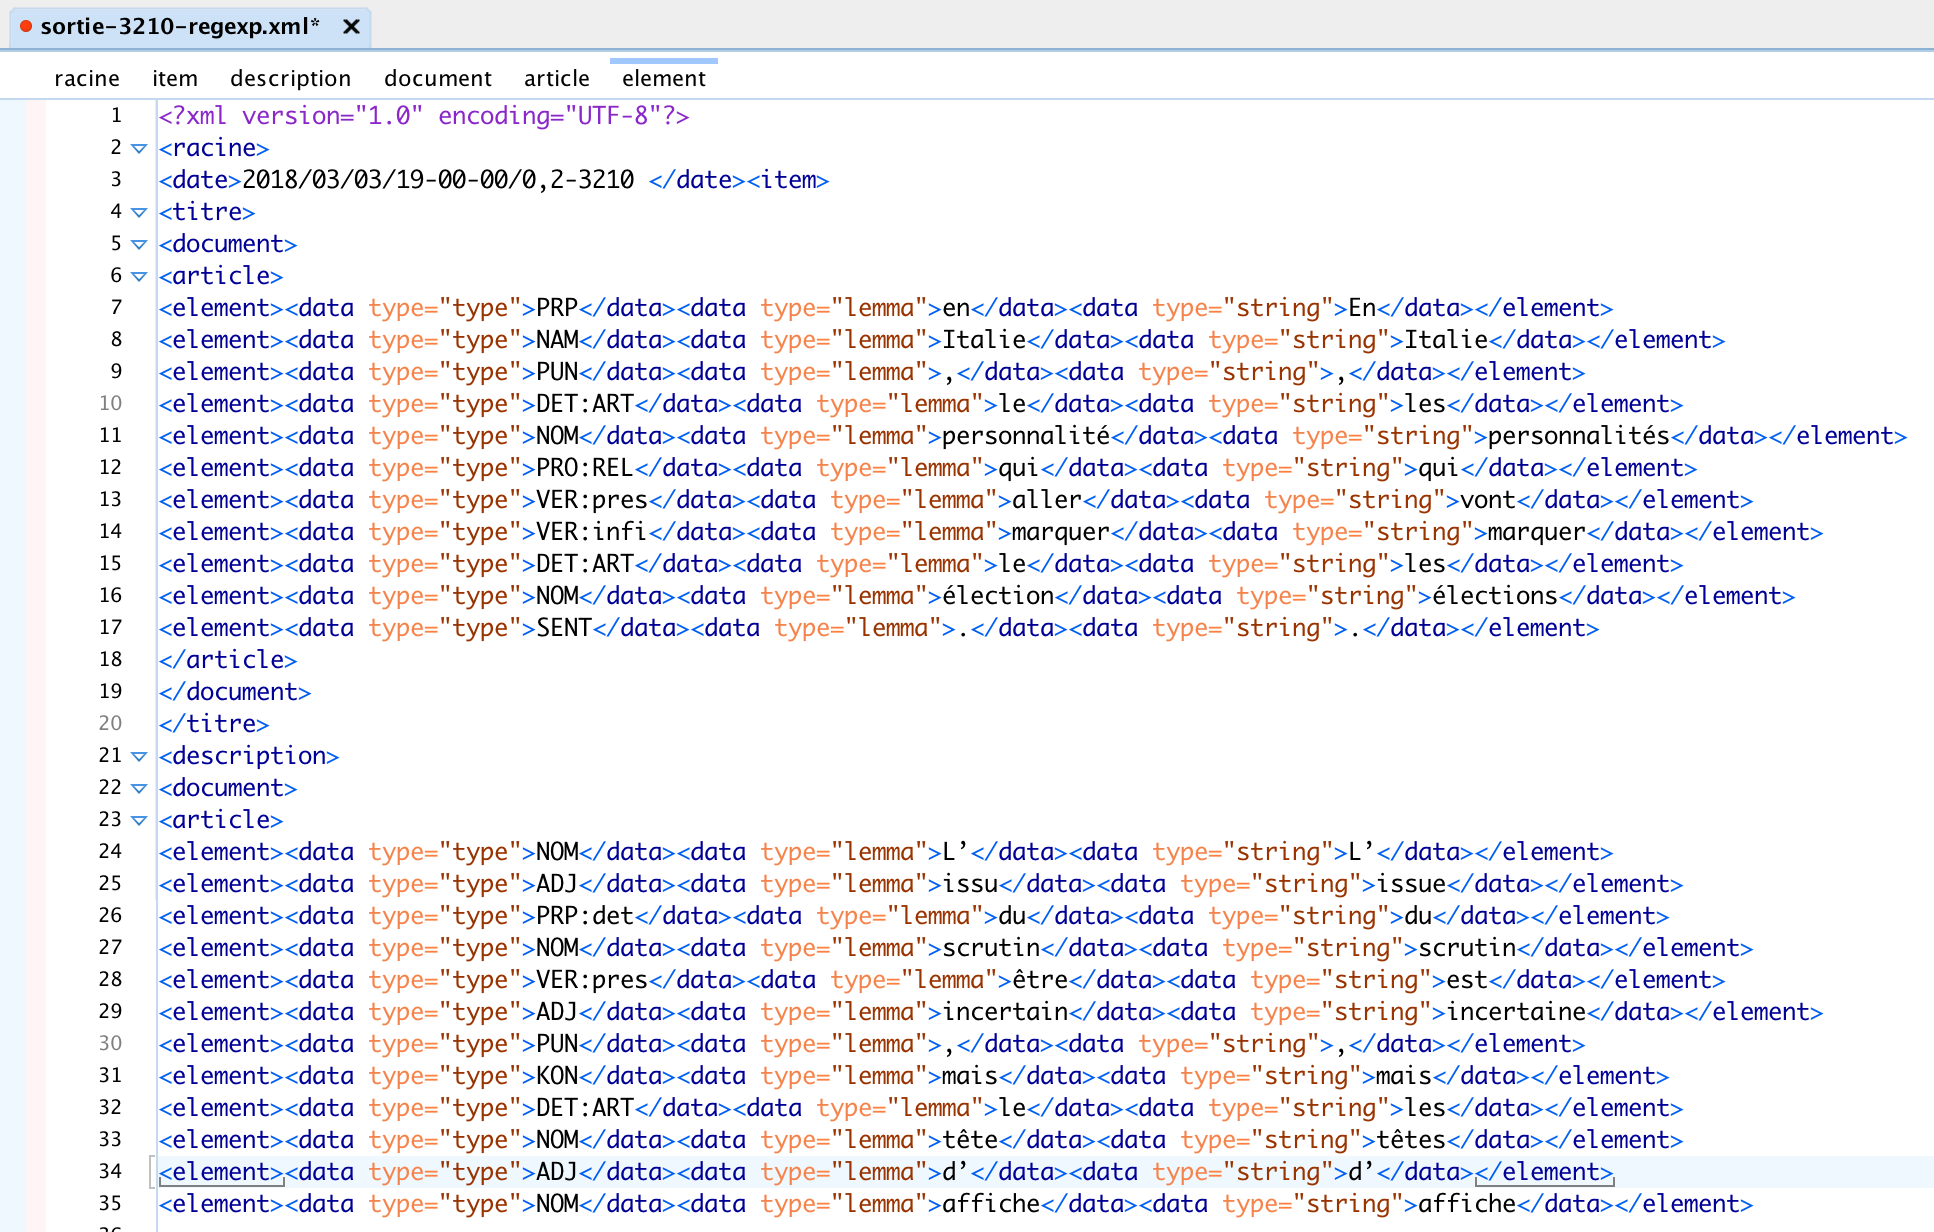 sortie-3210-regexp.xml*
racine item description document article element
1 <?xml version="1.0" encoding="UTF-8"?>
2 <racine>
3 <date>2018/03/03/19-00-00/0,2-3210 </date><item>
4 <titre>
5 <document>
6 <article>
7 <element><data type="type">PRP</data><data type="lemma">en</data><data type="string">En</data></element>
8 <element><data type="type">NAM</data><data type="lemma">Italie</data><data type="string">Italie</data></element>
9 <element><data type="type">PUN</data><data type="lemma">,</data><data type="string">,</data></element>
10 <element><data type="type">DET:ART</data><data type="lemma">le</data><data type="string">les</data></element>
11 <element><data type="type">NOM</data><data type="lemma">personnalité</data><data type="string">personnalités</data></element>
12 <element><data type="type">PRO:REL</data><data type="lemma">qui</data><data type="string">qui</data></element>
13 <element><data type="type">VER:pres</data><data type="lemma">aller</data><data type="string">vont</data></element>
14 <element><data type="type">VER:infi</data><data type="lemma">marquer</data><data type="string">marquer</data></element>
15 <element><data type="type">DET:ART</data><data type="lemma">le</data><data type="string">les</data></element>
16 <element><data type="type">NOM</data><data type="lemma">élection</data><data type="string">élections</data></element>
17 <element><data type="type">SENT</data><data type="lemma">.</data><data type="string">.</data></element>
18 </article>
19 </document>
20 </titre>
21 <description>
22 <document>
23 <article>
24 <element><data type="type">NOM</data><data type="lemma">L’</data><data type="string">L’</data></element>
25 <element><data type="type">ADJ</data><data type="lemma">issu</data><data type="string">issue</data></element>
26 <element><data type="type">PRP:det</data><data type="lemma">du</data><data type="string">du</data></element>
27 <element><data type="type">NOM</data><data type="lemma">scrutin</data><data type="string">scrutin</data></element>
28 <element><data type="type">VER:pres</data><data type="lemma">être</data><data type="string">est</data></element>
29 <element><data type="type">ADJ</data><data type="lemma">incertain</data><data type="string">incertaine</data></element>
30 <element><data type="type">PUN</data><data type="lemma">,</data><data type="string">,</data></element>
31 <element><data type="type">KON</data><data type="lemma">mais</data><data type="string">mais</data></element>
32 <element><data type="type">DET:ART</data><data type="lemma">le</data><data type="string">les</data></element>
33 <element><data type="type">NOM</data><data type="lemma">tête</data><data type="string">têtes</data></element>
34 <element><data type="type">ADJ</data><data type="lemma">d’</data><data type="string">d’</data></element>
35 <element><data type="type">NOM</data><data type="lemma">affiche</data><data type="string">affiche</data></element>